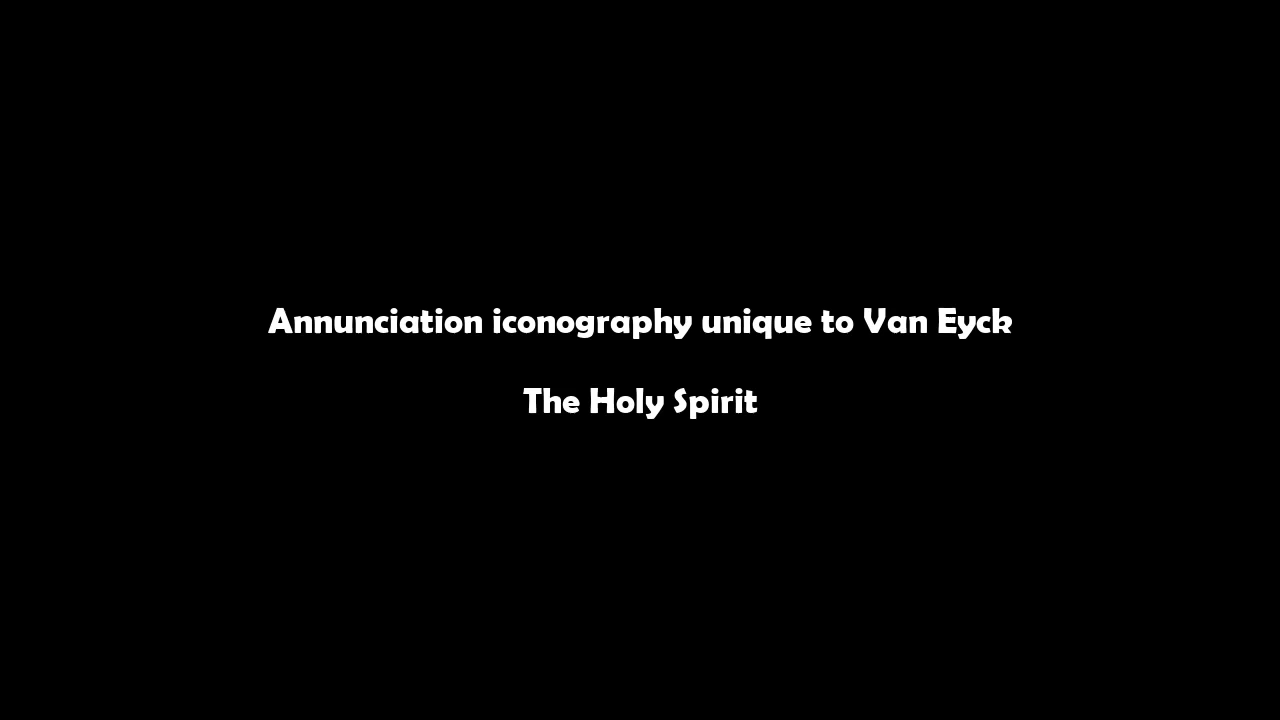 Annunciation iconography unique to Van Eyck
The Holy Spirit